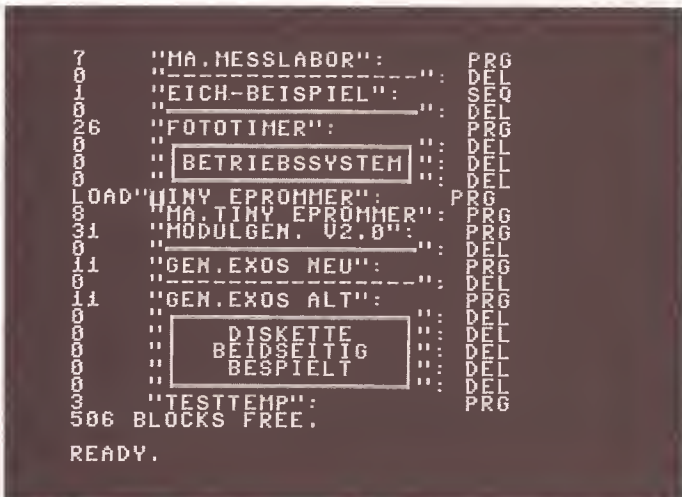 7 "MA.MESSLABOR": PRG
0 "-----------------": DEL
1 "EICH-BEISPIEL": SEQ
0 "─────────────────": DEL
26 "FOTOTIMER": PRG
0 " ": DEL
0 " BETRIEBSSYSTEM ": DEL
0 " ": DEL
LOAD"MINY EPROMMER": PRG
8 "MA.TINY EPROMMER": PRG
31 "MODULGEN. V2.0": PRG
0 "─────────────────": DEL
11 "GEN.EXOS NEU": PRG
0 "-----------------": DEL
11 "GEN.EXOS ALT": PRG
0 " ": DEL
0 " DISKETTE ": DEL
0 " BEIDSEITIG ": DEL
0 " BESPIELT ": DEL
0 " ": DEL
3 "TESTTEMP": PRG
506 BLOCKS FREE.
READY.